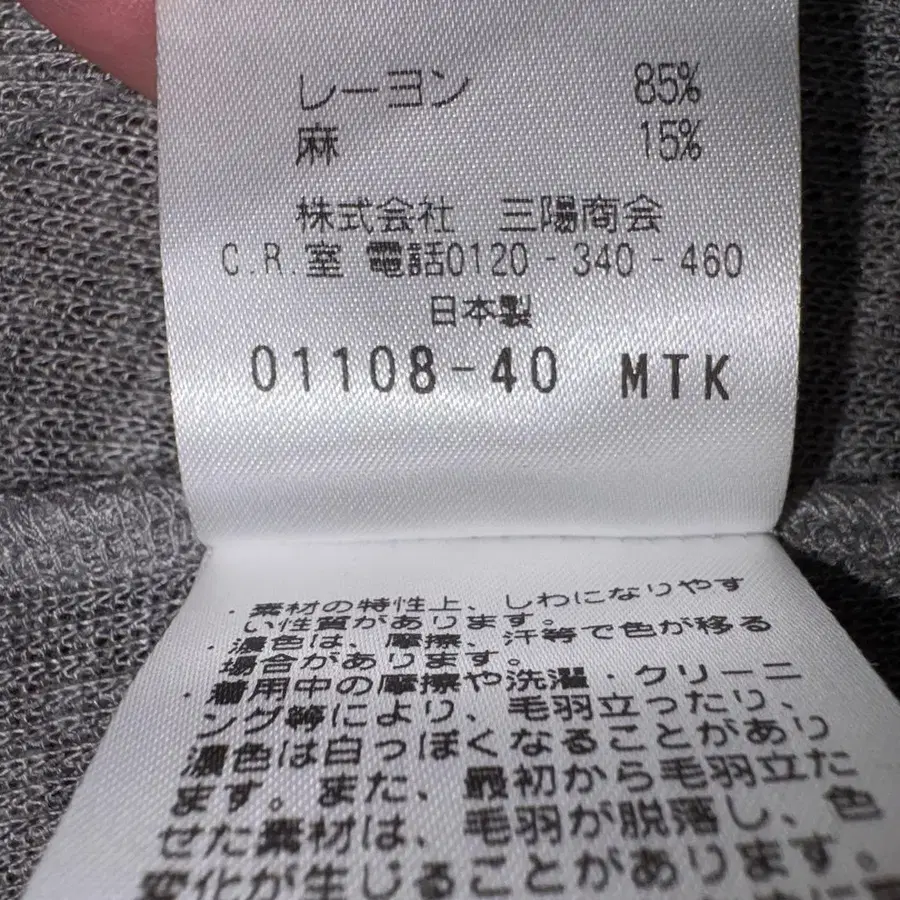 レーヨン 85%
麻 15%
株式会社 三陽商会
C.R.室 電話0120-340-460
日本製
01108-40 MTK
・素材の特性上、しわになりやす
い性質があります。
・濃色は、摩擦、汗等で色が移る
場合があります。
・着用中の摩擦や洗濯・クリーニ
ング等により、毛羽立ったり、
濃色は白っぽくなることがあり
ます。また、最初から毛羽立た
せた素材は、毛羽が脱落し、色
変化が生じることがあります。